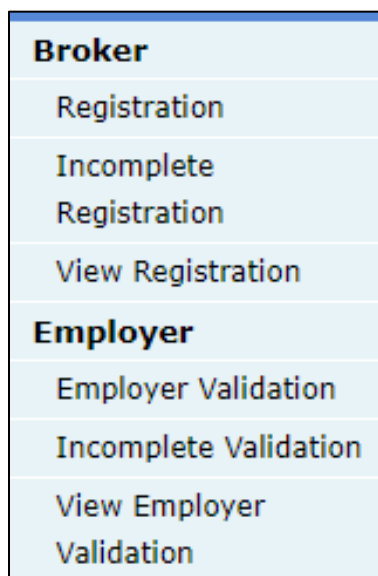 Broker
Registration
Incomplete
Registration
View Registration
Employer
Employer Validation
Incomplete Validation
View Employer
Validation